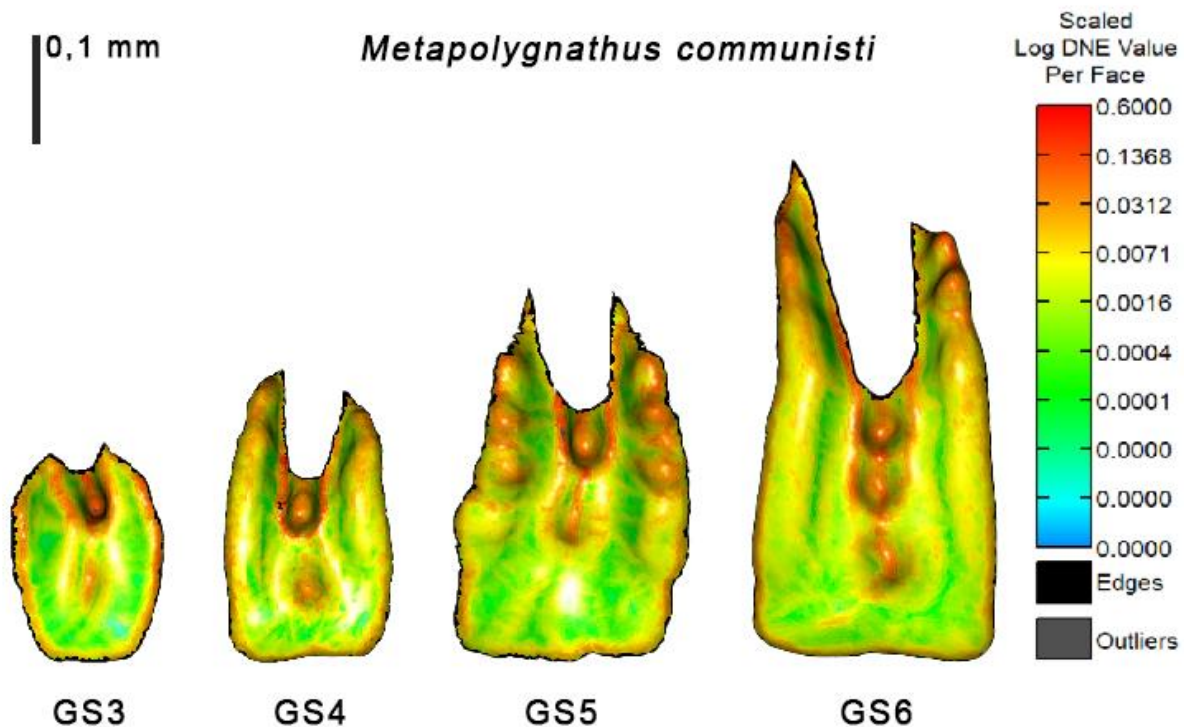 0,1 mm
Metapolygnathus communisti
Scaled
Log DNE Value
Per Face
0.6000
0.1368
0.0312
0.0071
0.0016
0.0004
0.0001
0.0000
0.0000
0.0000
Edges
Outliers
GS3 GS4 GS5 GS6